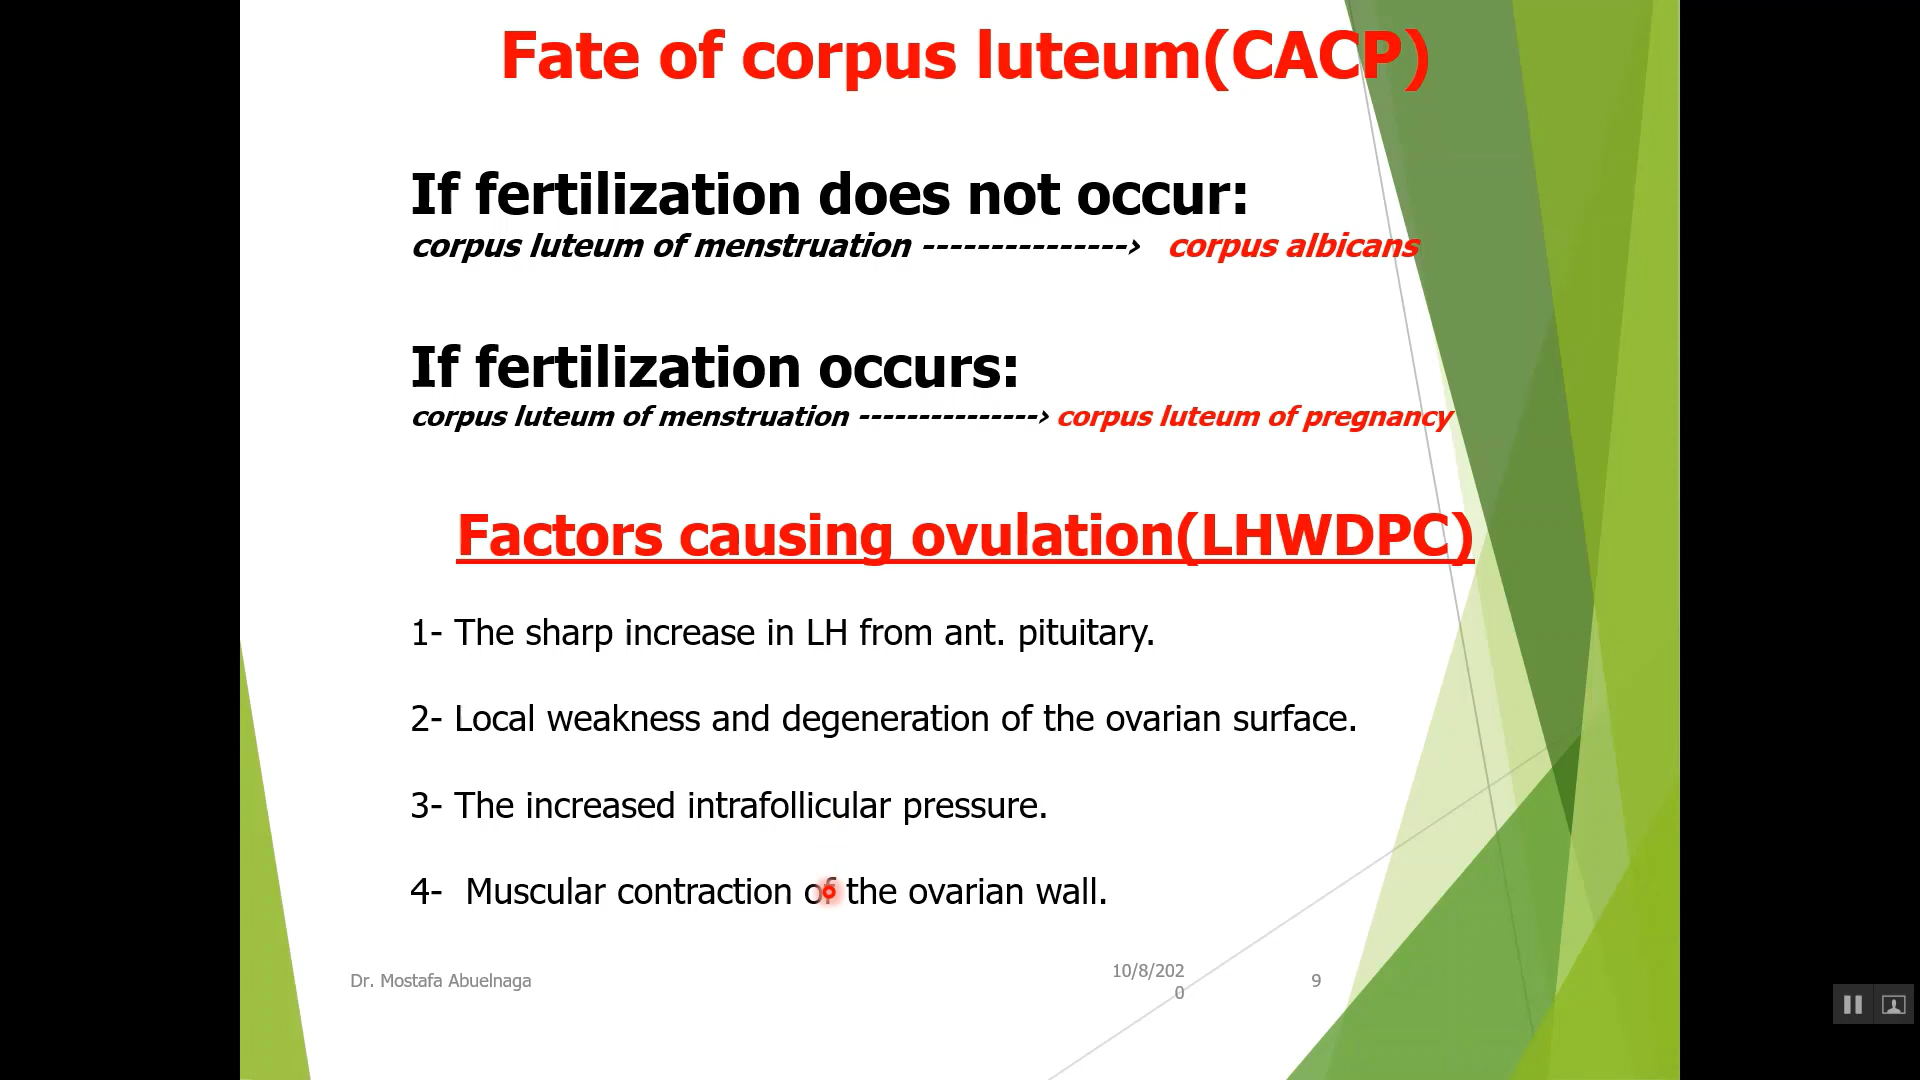 Fate of corpus luteum(CACP)
If fertilization does not occur:
corpus luteum of menstruation ---------------› corpus albicans
If fertilization occurs:
corpus luteum of menstruation ---------------› corpus luteum of pregnancy
Factors causing ovulation(LHWDPC)
1- The sharp increase in LH from ant. pituitary.
2- Local weakness and degeneration of the ovarian surface.
3- The increased intrafollicular pressure.
4- Muscular contraction of the ovarian wall.
Dr. Mostafa Abuelnaga
10/8/202
0
9